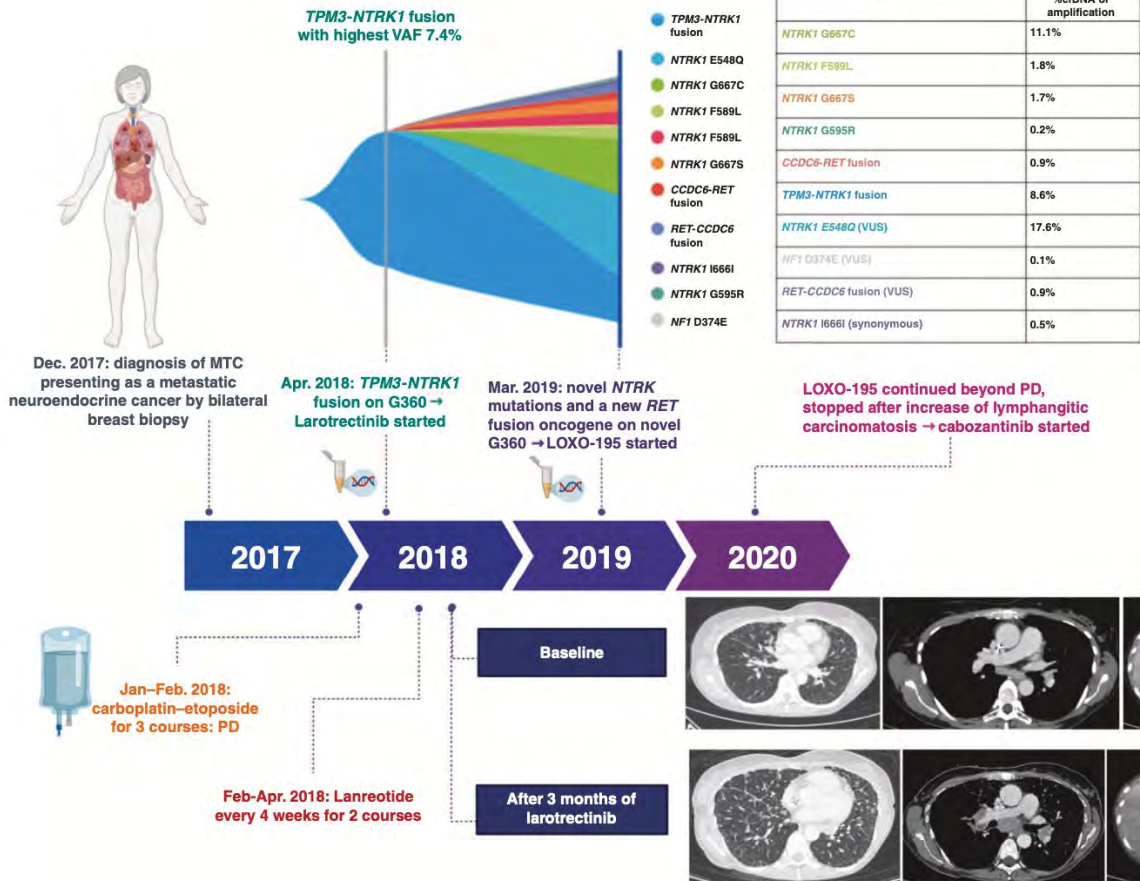 TPM3-NTRK1 fusion
with highest VAF 7.4%
TPM3-NTRK1
fusion
NTRK1 E548Q
NTRK1 G667C
NTRK1 F589L
NTRK1 F589L
NTRK1 G667S
CCDC6-RET
fusion
RET-CCDC6
fusion
NTRK1 I666I
NTRK1 G595R
NF1 D374E
amplification
NTRK1 G667C 11.1%
NTRK1 F589L 1.8%
NTRK1 G667S 1.7%
NTRK1 G595R 0.2%
CCDC6-RET fusion 0.9%
TPM3-NTRK1 fusion 8.6%
NTRK1 E548Q (VUS) 17.6%
NF1 D374E (VUS) 0.1%
RET-CCDC6 fusion (VUS) 0.9%
NTRK1 I666I (synonymous) 0.5%
Dec. 2017: diagnosis of MTC
presenting as a metastatic
neuroendocrine cancer by bilateral
breast biopsy
Apr. 2018: TPM3-NTRK1
fusion on G360 →
Larotrectinib started
Mar. 2019: novel NTRK
mutations and a new RET
fusion oncogene on novel
G360 → LOXO-195 started
LOXO-195 continued beyond PD,
stopped after increase of lymphangitic
carcinomatosis → cabozantinib started
2017
2018
2019
2020
Jan–Feb. 2018:
carboplatin–etoposide
for 3 courses: PD
Feb-Apr. 2018: Lanreotide
every 4 weeks for 2 courses
Baseline
After 3 months of
larotrectinib